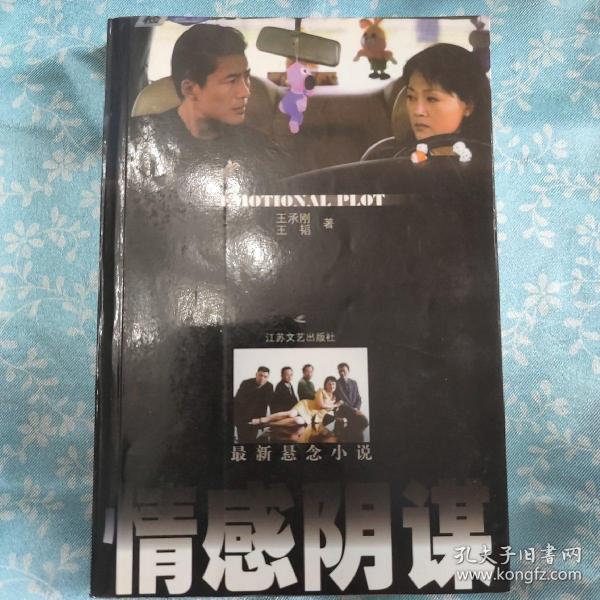 EMOTIONAL PLOT
王承刚
王韬 著
江苏文艺出版社
最新悬念小说
情感阴谋
孔夫子旧书网
www.kongfz.com